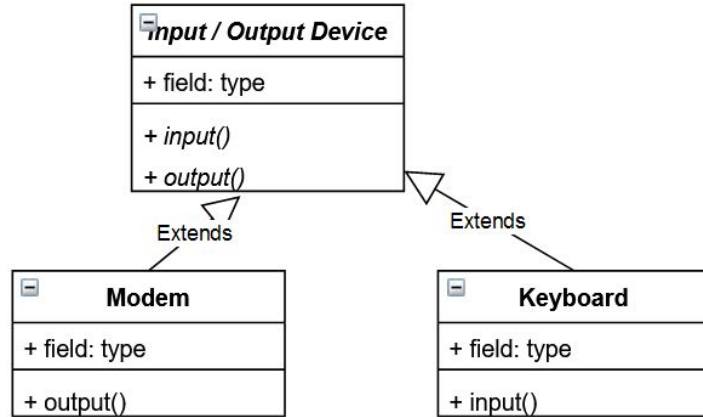 Input / Output Device
+ field: type
+ input()
+ output()
Extends
Extends
Modem
+ field: type
+ output()
Keyboard
+ field: type
+ input()